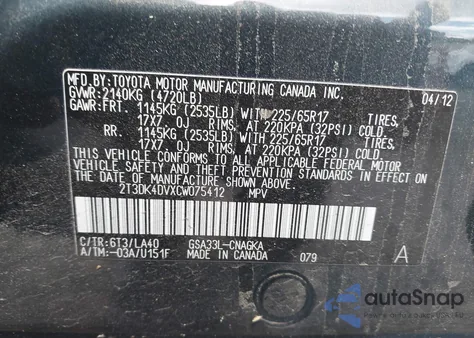 MFD. BY: TOYOTA MOTOR MANUFACTURING CANADA INC. 04/12
GVWR: 2140KG (4720LB)
GAWR: FRT. 1145KG (2535LB) WITH 225/65R17 TIRES,
17X7. 0J RIMS, AT 220KPA (32PSI) COLD
RR. 1145KG (2535LB) WITH 225/65R17 TIRES,
17X7. 0J RIMS, AT 220KPA (32PSI) COLD.
THIS VEHICLE CONFORMS TO ALL APPLICABLE FEDERAL MOTOR
VEHICLE SAFETY AND THEFT PREVENTION STANDARDS IN EFFECT ON
THE DATE OF MANUFACTURE SHOWN ABOVE.
2T3DK4DVXCW075412 MPV
C/TR: 6T3/LA40 GSA33L-CNAGKA A
A/TM:-03A/U151F MADE IN CANADA 079
autoSnap